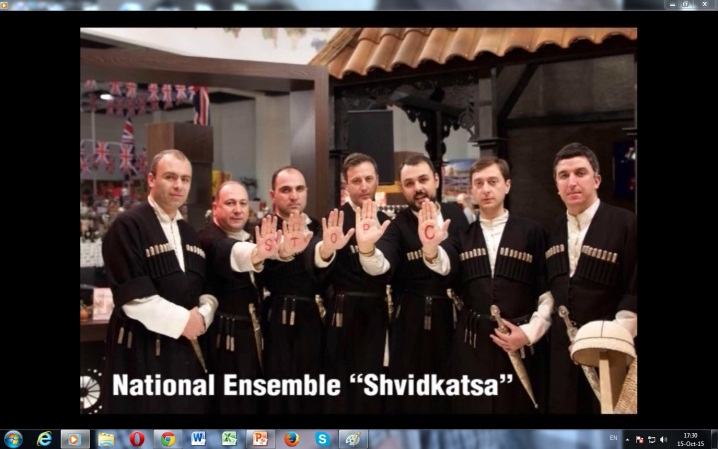 S T O P C
National Ensemble “Shvidkatsa”
EN
17:30
15-Oct-15